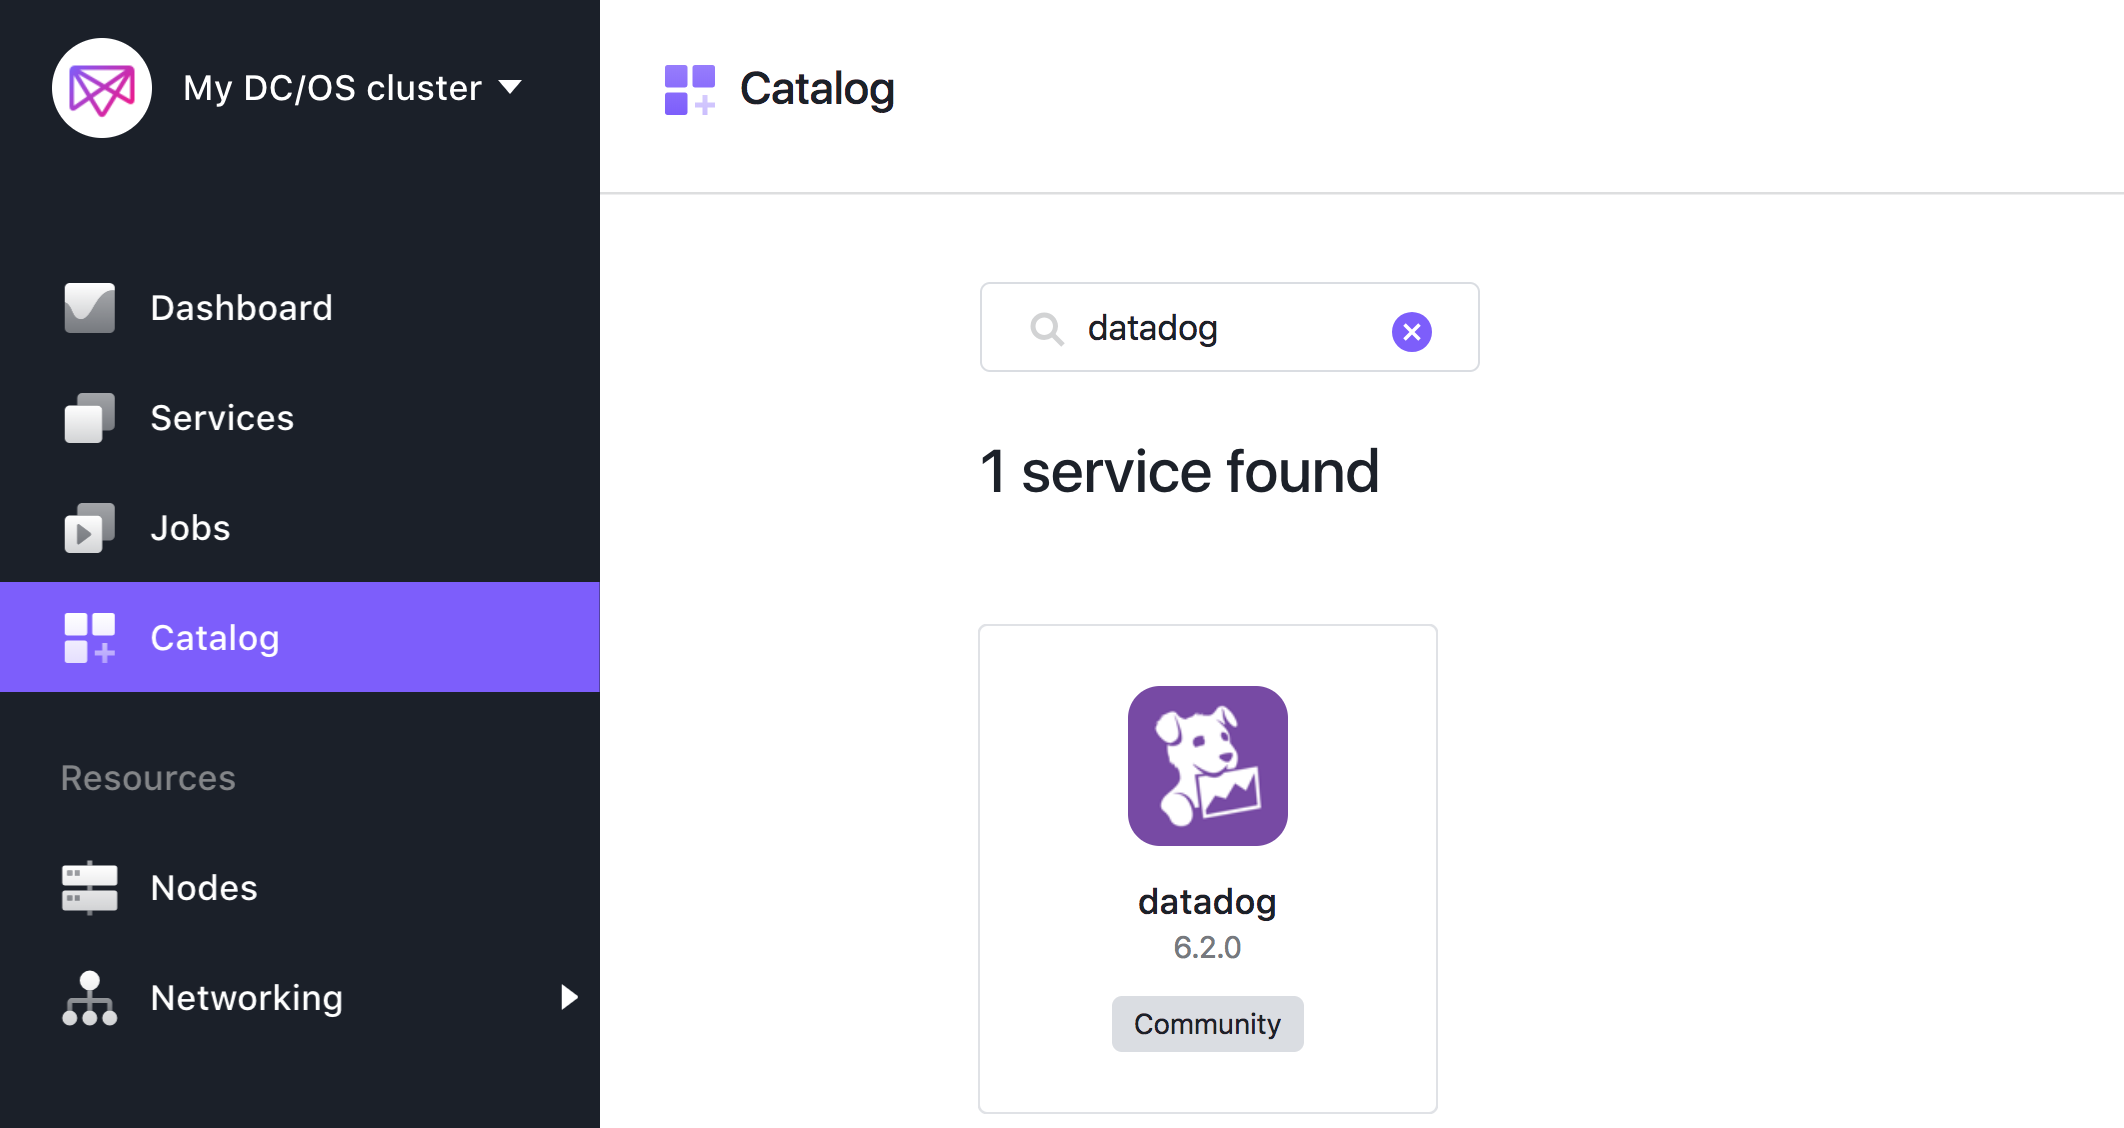 My DC/OS cluster
Dashboard
Services
Jobs
Catalog
Resources
Nodes
Networking
Catalog
datadog
1 service found
datadog
6.2.0
Community